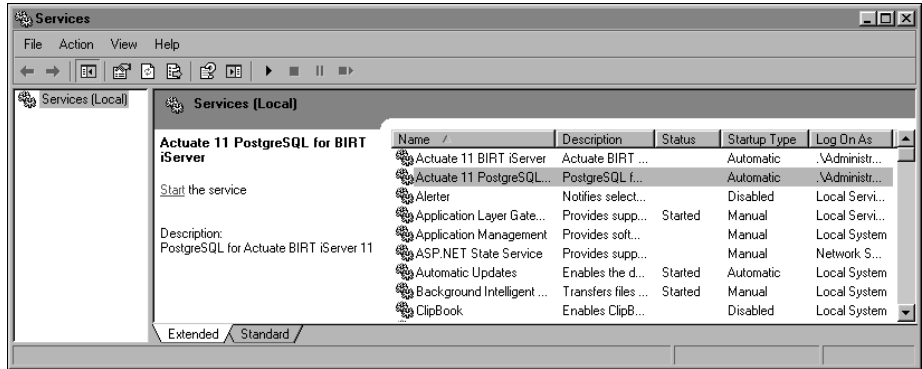 Services
File Action View Help
Services (Local)
Services (Local)
Actuate 11 PostgreSQL for BIRT
iServer
Start the service
Description:
PostgreSQL for Actuate BIRT iServer 11
Name Description Status Startup Type Log On As
Actuate 11 BIRT iServer Actuate BIRT ... Automatic .\Administr...
Actuate 11 PostgreSQL... PostgreSQL f... Automatic .\Administr...
Alerter Notifies select... Disabled Local Servi...
Application Layer Gate... Provides supp... Started Manual Local Servi...
Application Management Provides soft... Manual Local System
ASP.NET State Service Provides supp... Manual Network S...
Automatic Updates Enables the d... Started Automatic Local System
Background Intelligent ... Transfers files ... Started Manual Local System
ClipBook Enables ClipB... Disabled Local System
Extended Standard